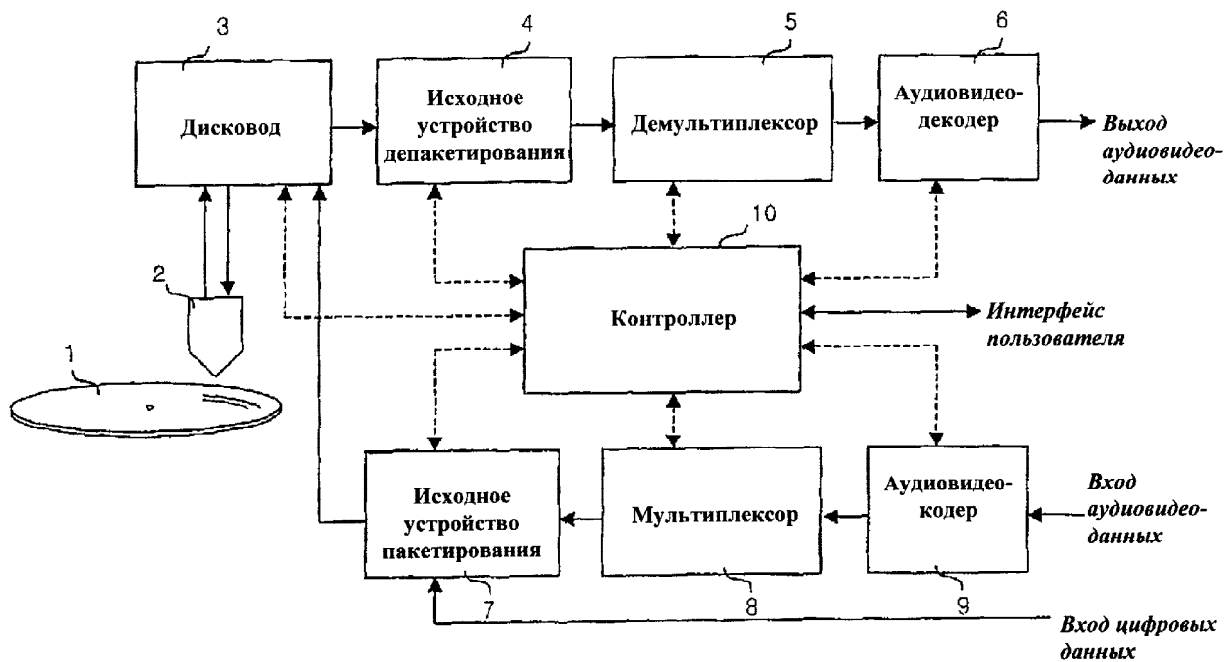 3
4
5
6
Дисковод
Исходное
устройство
депакетирования
Демультиплексор
Аудиовидео-
декодер
Выход
аудиовидео-
данных
10
2
Контроллер
Интерфейс
пользователя
1
Исходное
устройство
пакетирования
Мультиплексор
Аудиовидео-
кодер
Вход
аудиовидео-
данных
7
8
9
Вход цифровых
данных